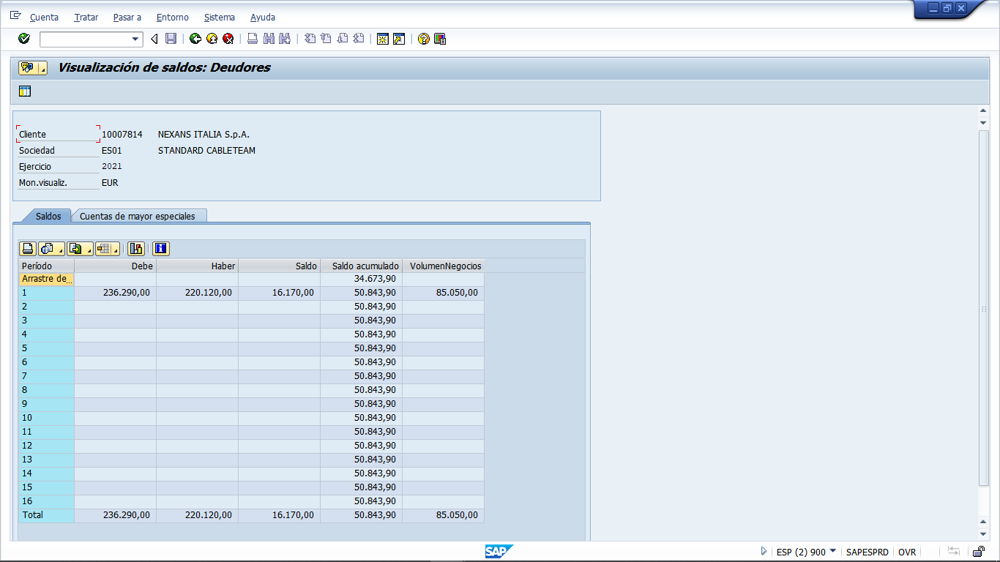 Cuenta Tratar Pasar a Entorno Sistema Ayuda
Visualización de saldos: Deudores
Cliente 10007814 NEXANS ITALIA S.p.A.
Sociedad ES01 STANDARD CABLETEAM
Ejercicio 2021
Mon.visualiz. EUR
Saldos Cuentas de mayor especiales
Período Debe Haber Saldo Saldo acumulado VolumenNegocios
Arrastre de... 34.673,90
1 236.290,00 220.120,00 16.170,00 50.843,90 85.050,00
2 50.843,90
3 50.843,90
4 50.843,90
5 50.843,90
6 50.843,90
7 50.843,90
8 50.843,90
9 50.843,90
10 50.843,90
11 50.843,90
12 50.843,90
13 50.843,90
14 50.843,90
15 50.843,90
16 50.843,90
Total 236.290,00 220.120,00 16.170,00 50.843,90 85.050,00
SAP ESP (2) 900 SAPESPRD OVR